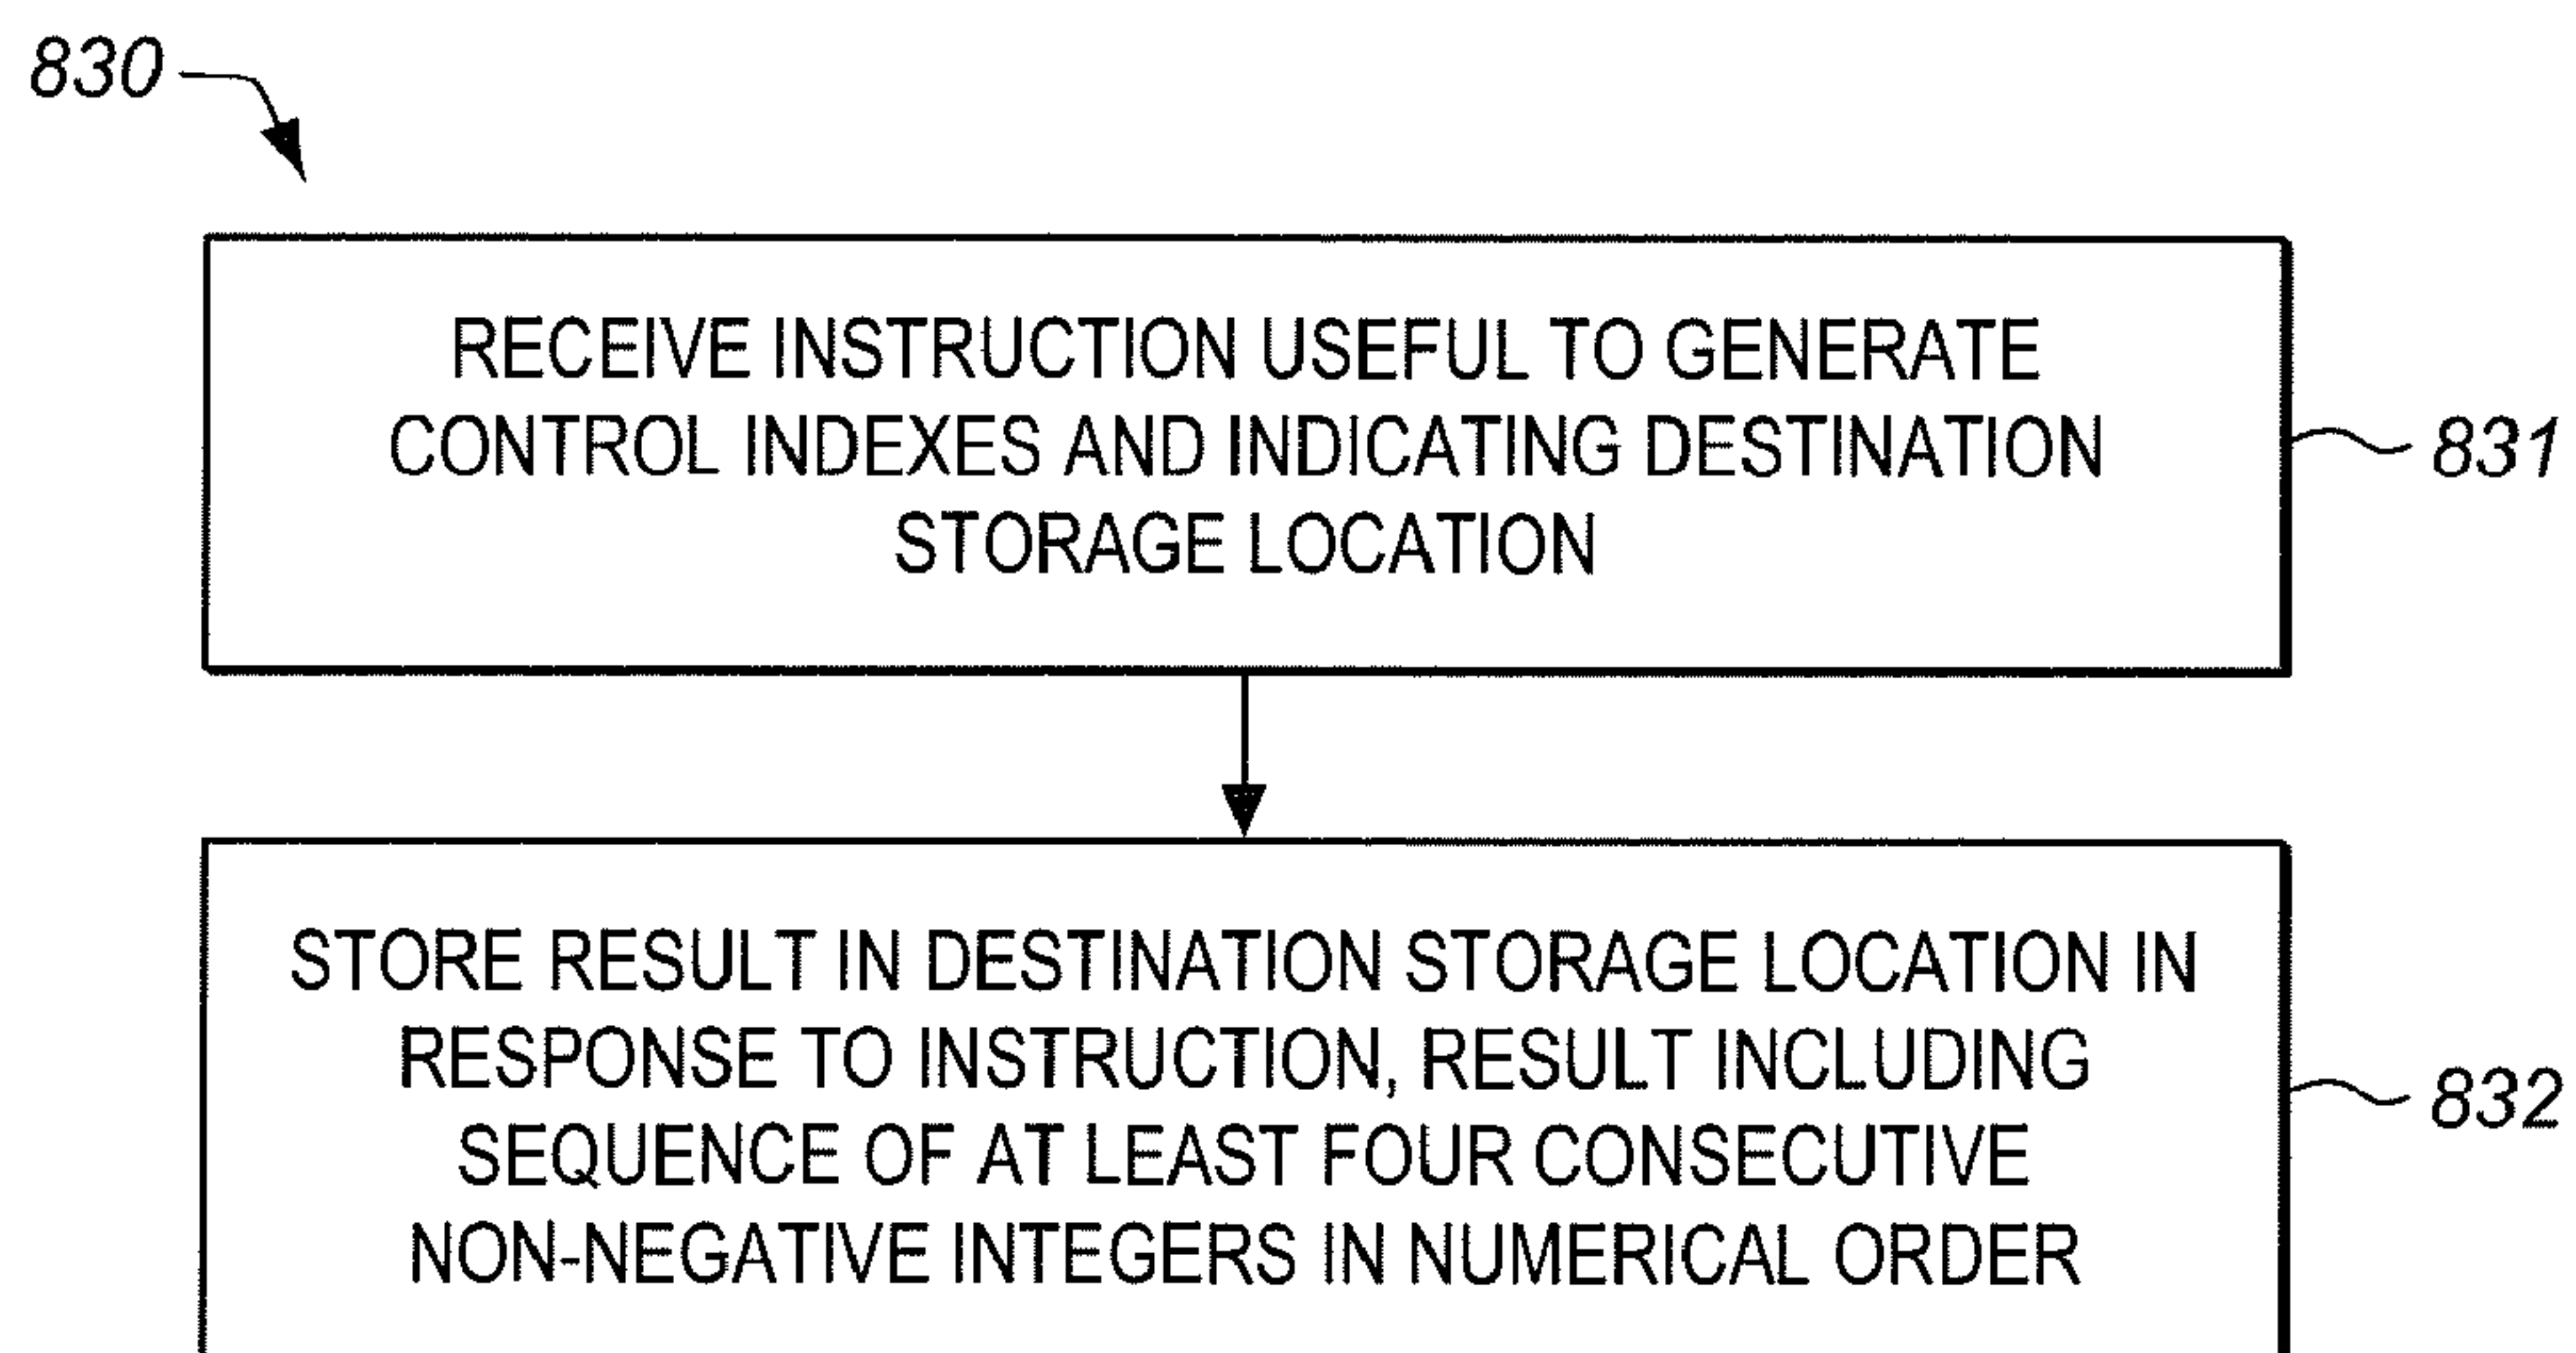 830
RECEIVE INSTRUCTION USEFUL TO GENERATE
CONTROL INDEXES AND INDICATING DESTINATION
STORAGE LOCATION
831
STORE RESULT IN DESTINATION STORAGE LOCATION IN
RESPONSE TO INSTRUCTION, RESULT INCLUDING
SEQUENCE OF AT LEAST FOUR CONSECUTIVE
NON-NEGATIVE INTEGERS IN NUMERICAL ORDER
832